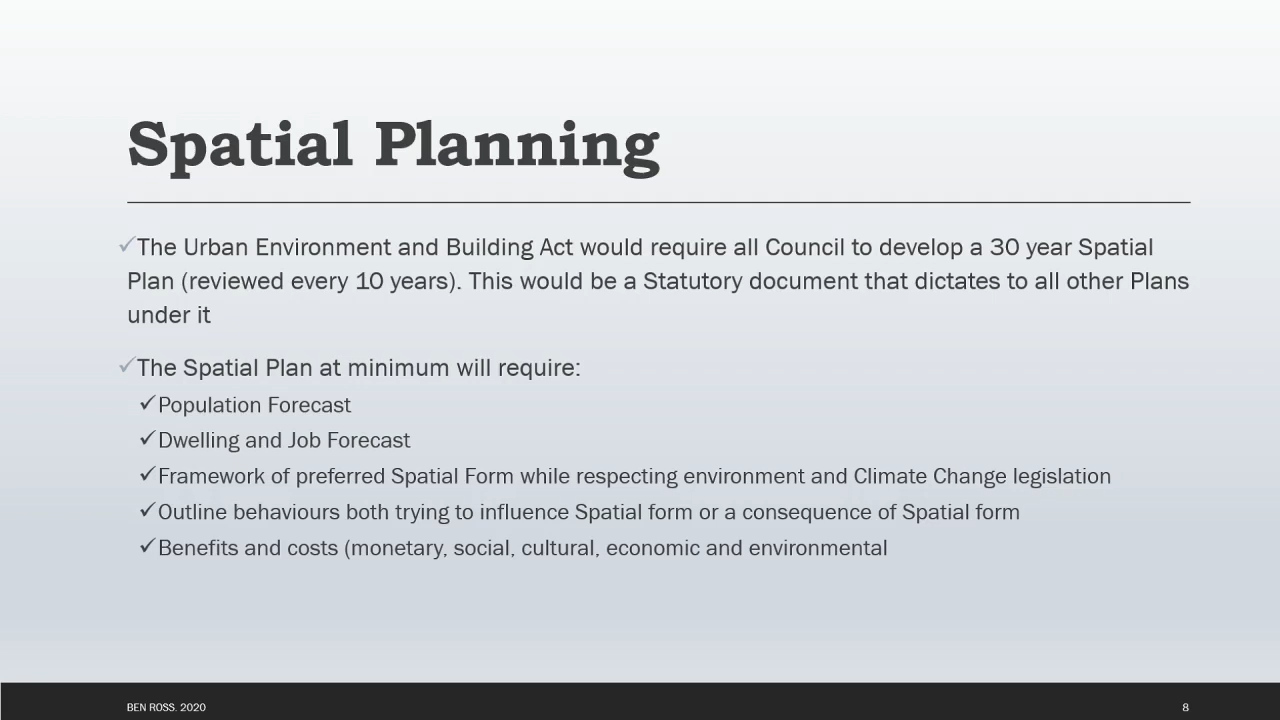 Spatial Planning
✓The Urban Environment and Building Act would require all Council to develop a 30 year Spatial
Plan (reviewed every 10 years). This would be a Statutory document that dictates to all other Plans
under it
✓The Spatial Plan at minimum will require:
✓Population Forecast
✓Dwelling and Job Forecast
✓Framework of preferred Spatial Form while respecting environment and Climate Change legislation
✓Outline behaviours both trying to influence Spatial form or a consequence of Spatial form
✓Benefits and costs (monetary, social, cultural, economic and environmental
BEN ROSS. 2020
8